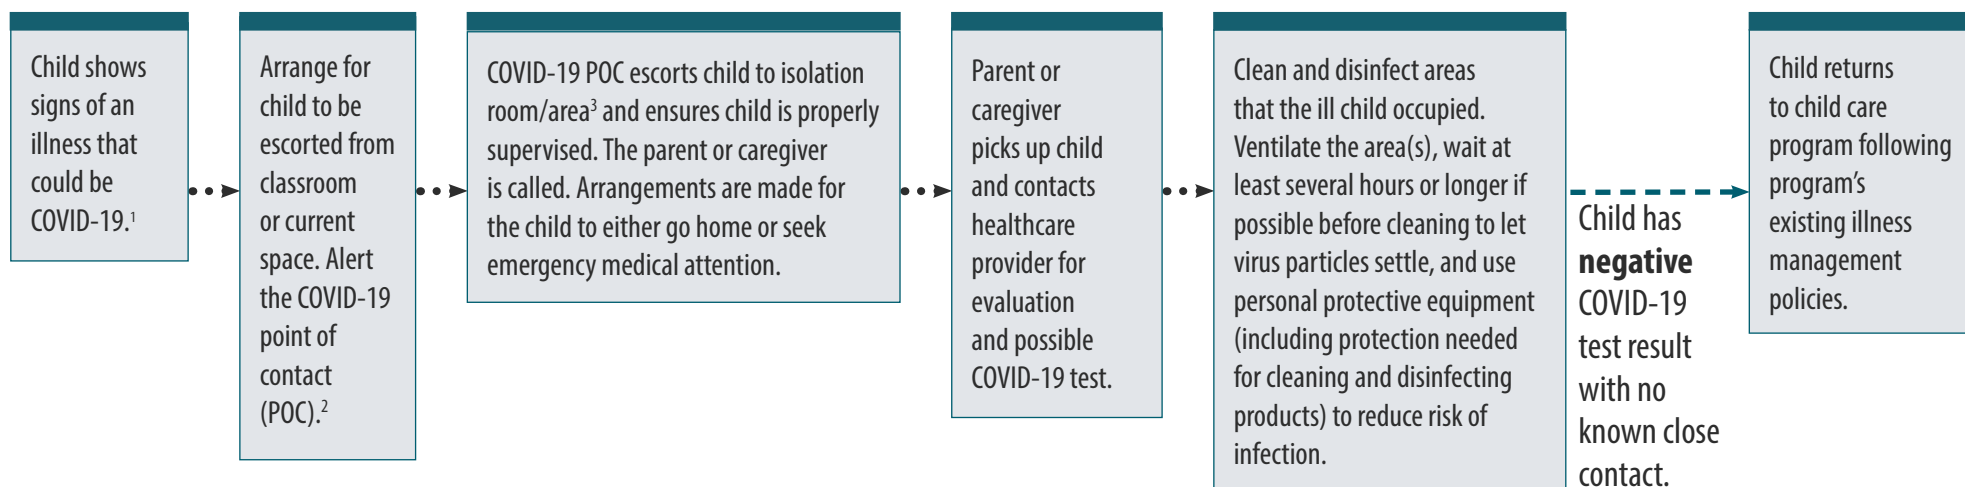 Child shows
signs of an
illness that
could be
COVID-19.1
Arrange for
child to be
escorted from
classroom
or current
space. Alert
the COVID-19
point of
contact
(POC).2
COVID-19 POC escorts child to isolation
room/area3 and ensures child is properly
supervised. The parent or caregiver
is called. Arrangements are made for
the child to either go home or seek
emergency medical attention.
Parent or
caregiver
picks up child
and contacts
healthcare
provider for
evaluation
and possible
COVID-19 test.
Clean and disinfect areas
that the ill child occupied.
Ventilate the area(s), wait at
least several hours or longer if
possible before cleaning to let
virus particles settle, and use
personal protective equipment
(including protection needed
for cleaning and disinfecting
products) to reduce risk of
infection.
Child has
negative
COVID-19
test result
with no
known close
contact.
Child returns
to child care
program following
program’s
existing illness
management
policies.